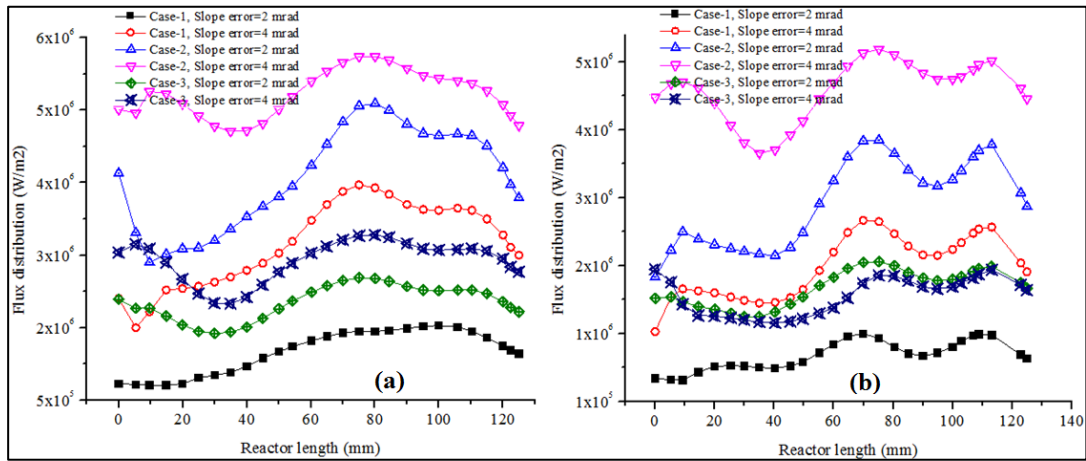 Case-1, Slope error=2 mrad
Case-1, Slope error=4 mrad
Case-2, Slope error=2 mrad
Case-2, Slope error=4 mrad
Case-3, Slope error=2 mrad
Case-3, Slope error=4 mrad
6x10⁶
5x10⁶
4x10⁶
3x10⁶
2x10⁶
5x10⁵
Flux distribution (W/m2)
0 20 40 60 80 100 120
Reactor length (mm)
(a)
Case-1, Slope error=2 mrad
Case-1, Slope error=4 mrad
Case-2, Slope error=2 mrad
Case-2, Slope error=4 mrad
Case-3, Slope error=2 mrad
Case-3, Slope error=4 mrad
5x10⁶
4x10⁶
3x10⁶
2x10⁶
1x10⁶
1x10⁵
Flux distribution (W/m2)
0 20 40 60 80 100 120 140
Reactor length (mm)
(b)